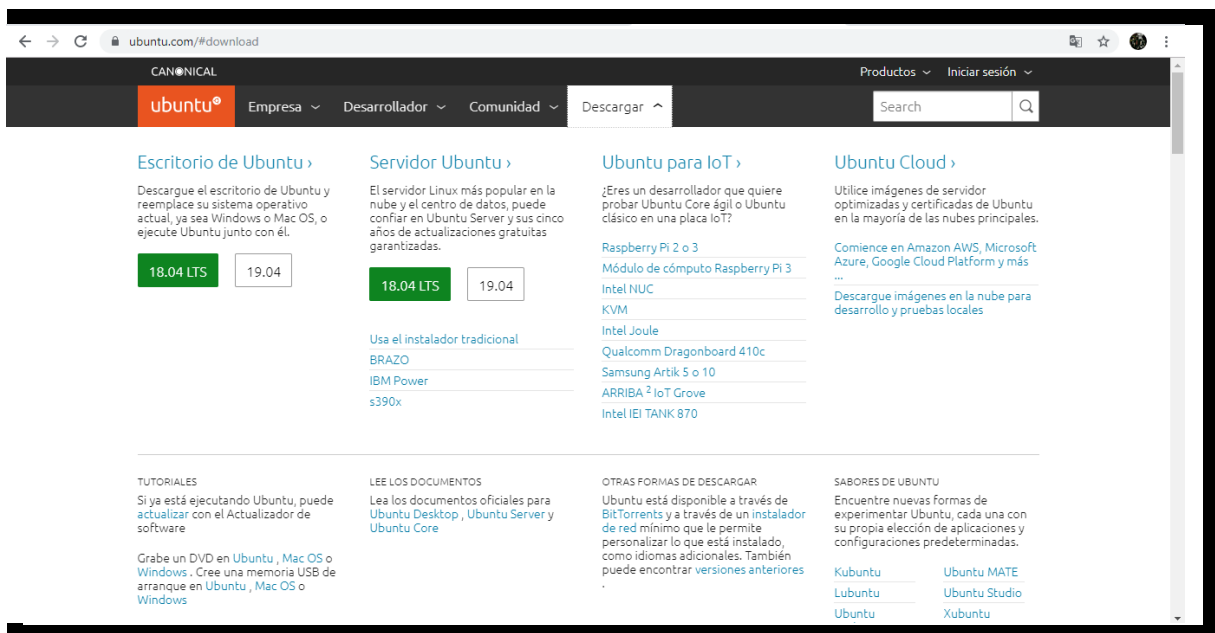 ubuntu.com/#download
CANONICAL
Productos
Iniciar sesión
ubuntu®
Empresa
Desarrollador
Comunidad
Descargar
Search
Escritorio de Ubuntu ›
Descargue el escritorio de Ubuntu y
reemplace su sistema operativo
actual, ya sea Windows o Mac OS, o
ejecute Ubuntu junto con él.
18.04 LTS
19.04
Servidor Ubuntu ›
El servidor Linux más popular en la
nube y el centro de datos, puede
confiar en Ubuntu Server y sus cinco
años de actualizaciones gratuitas
garantizadas.
18.04 LTS
19.04
Usa el instalador tradicional
BRAZO
IBM Power
s390x
Ubuntu para IoT ›
¿Eres un desarrollador que quiere
probar Ubuntu Core ágil o Ubuntu
clásico en una placa IoT?
Raspberry Pi 2 o 3
Módulo de cómputo Raspberry Pi 3
Intel NUC
KVM
Intel Joule
Qualcomm Dragonboard 410c
Samsung Artik 5 o 10
ARRIBA ² IoT Grove
Intel IEI TANK 870
Ubuntu Cloud ›
Utilice imágenes de servidor
optimizadas y certificadas de Ubuntu
en la mayoría de las nubes principales.
Comience en Amazon AWS, Microsoft
Azure, Google Cloud Platform y más
...
Descargue imágenes en la nube para
desarrollo y pruebas locales
TUTORIALES
Si ya está ejecutando Ubuntu, puede
actualizar con el Actualizador de
software
Grabe un DVD en Ubuntu , Mac OS o
Windows . Cree una memoria USB de
arranque en Ubuntu , Mac OS o
Windows
LEE LOS DOCUMENTOS
Lea los documentos oficiales para
Ubuntu Desktop , Ubuntu Server y
Ubuntu Core
OTRAS FORMAS DE DESCARGAR
Ubuntu está disponible a través de
BitTorrents y a través de un instalador
de red mínimo que le permite
personalizar lo que está instalado,
como idiomas adicionales. También
puede encontrar versiones anteriores
.
SABORES DE UBUNTU
Encuentre nuevas formas de
experimentar Ubuntu, cada una con
su propia elección de aplicaciones y
configuraciones predeterminadas.
Kubuntu
Ubuntu MATE
Lubuntu
Ubuntu Studio
Ubuntu
Xubuntu